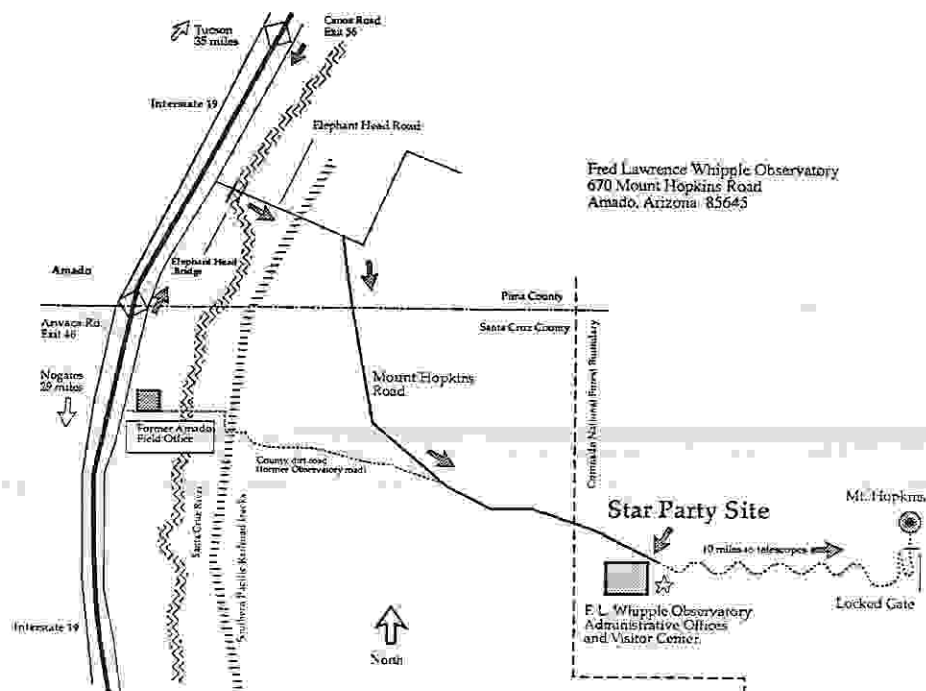 Tucson
35 miles
Canoa Road
Exit 56
Interstate 19
Elephant Head Road
Fred Lawrence Whipple Observatory
670 Mount Hopkins Road
Amado, Arizona 85645
Elephant Head
Bridge
Amado
Pima County
Arivaca Rd.
Exit 48
Santa Cruz County
Coronado National Forest Boundary
Nogales
29 miles
Mount Hopkins
Road
Former Amado
Field Office
County dirt road
(former Observatory road)
Santa Cruz River
Southern Pacific Railroad tracks
Star Party Site
Mt. Hopkins
10 miles to telescopes
Locked Gate
F. L. Whipple Observatory
Administrative Offices
and Visitor Center
Interstate 19
North